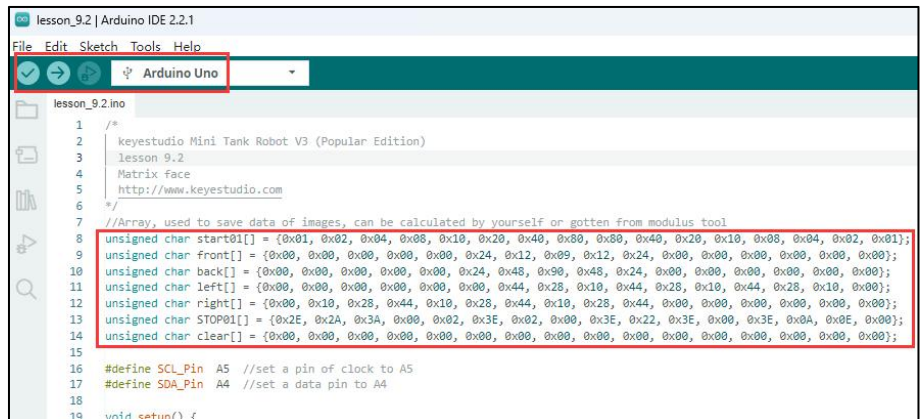 lesson_9.2 | Arduino IDE 2.2.1
File Edit Sketch Tools Help
Arduino Uno
lesson_9.2.ino
1 /*
2 keyestudio Mini Tank Robot V3 (Popular Edition)
3 lesson 9.2
4 Matrix face
5 http://www.keyestudio.com
6 */
7 //Array, used to save data of images, can be calculated by yourself or gotten from modulus tool
8 unsigned char start01[] = {0x01, 0x02, 0x04, 0x08, 0x10, 0x20, 0x40, 0x80, 0x80, 0x40, 0x20, 0x10, 0x08, 0x04, 0x02, 0x01};
9 unsigned char front[] = {0x00, 0x00, 0x00, 0x00, 0x00, 0x24, 0x12, 0x09, 0x12, 0x24, 0x00, 0x00, 0x00, 0x00, 0x00, 0x00};
10 unsigned char back[] = {0x00, 0x00, 0x00, 0x00, 0x00, 0x24, 0x48, 0x90, 0x48, 0x24, 0x00, 0x00, 0x00, 0x00, 0x00, 0x00};
11 unsigned char left[] = {0x00, 0x00, 0x00, 0x00, 0x00, 0x00, 0x44, 0x28, 0x10, 0x44, 0x28, 0x10, 0x44, 0x28, 0x10, 0x00};
12 unsigned char right[] = {0x00, 0x10, 0x28, 0x44, 0x10, 0x28, 0x44, 0x10, 0x28, 0x44, 0x00, 0x00, 0x00, 0x00, 0x00, 0x00};
13 unsigned char STOP01[] = {0x2E, 0x2A, 0x3A, 0x00, 0x02, 0x3E, 0x02, 0x00, 0x3E, 0x22, 0x3E, 0x00, 0x3E, 0x0A, 0x0E, 0x00};
14 unsigned char clear[] = {0x00, 0x00, 0x00, 0x00, 0x00, 0x00, 0x00, 0x00, 0x00, 0x00, 0x00, 0x00, 0x00, 0x00, 0x00, 0x00};
15
16 #define SCL_Pin A5 //set a pin of clock to A5
17 #define SDA_Pin A4 //set a data pin to A4
18
19 void setup() {